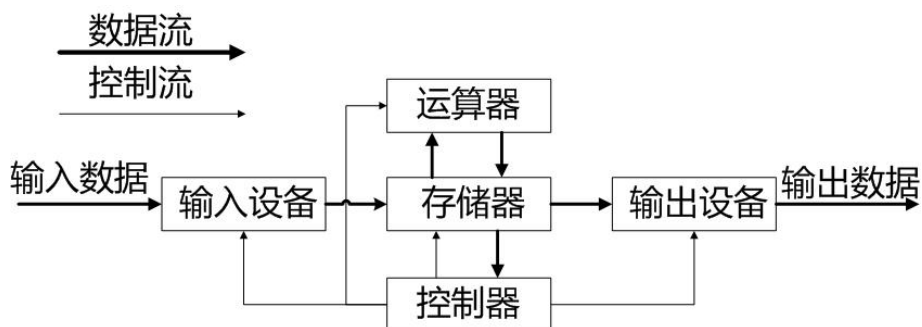 数据流
控制流
运算器
输入数据
输入设备
存储器
输出设备
输出数据
控制器